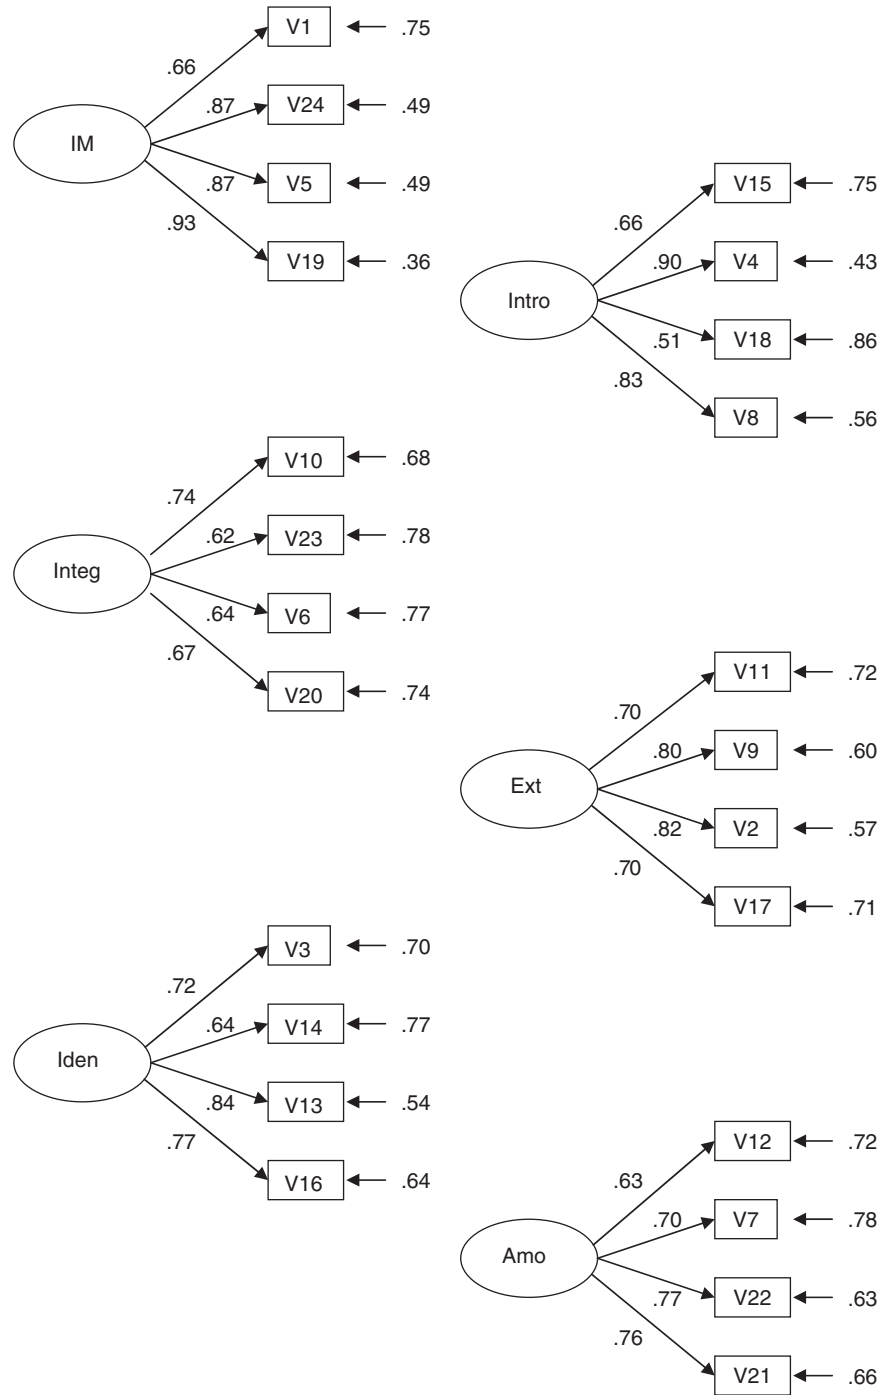 V1
.75
.66
.87
V24
.49
IM
.87
V5
.49
.93
V19
.36
V15
.75
.66
.90
V4
.43
Intro
.51
V18
.86
.83
V8
.56
V10
.68
.74
.62
V23
.78
Integ
.64
V6
.77
.67
V20
.74
V11
.72
.70
.80
V9
.60
Ext
.82
V2
.57
.70
V17
.71
V3
.70
.72
.64
V14
.77
Iden
.84
V13
.54
.77
V16
.64
V12
.72
.63
.70
V7
.78
Amo
.77
V22
.63
.76
V21
.66